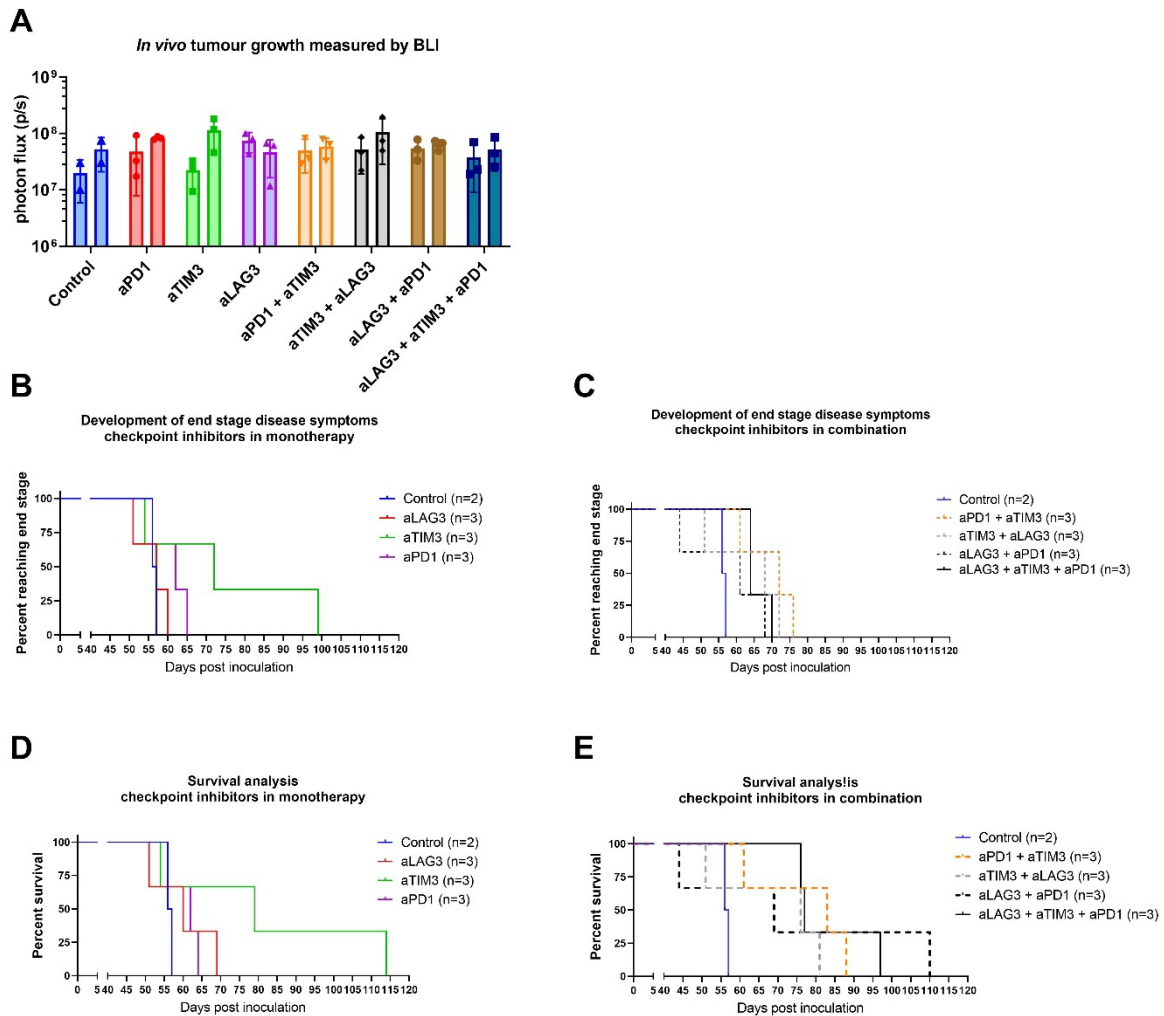 A
In vivo tumour growth measured by BLI
photon flux (p/s)
10⁹
10⁸
10⁷
10⁶
Control
aPD1
aTIM3
aLAG3
aPD1 + aTIM3
aTIM3 + aLAG3
aLAG3 + aPD1
aLAG3 + aTIM3 + aPD1
B
Development of end stage disease symptoms
checkpoint inhibitors in monotherapy
Percent reaching end stage
100
75
50
25
0
0 5 40 45 50 55 60 65 70 75 80 85 90 95 100 105 110 115 120
Days post inoculation
Control (n=2)
aLAG3 (n=3)
aTIM3 (n=3)
aPD1 (n=3)
C
Development of end stage disease symptoms
checkpoint inhibitors in combination
Percent reaching end stage
100
75
50
25
0
0 5 40 45 50 55 60 65 70 75 80 85 90 95 100 105 110 115 120
Days post inoculation
Control (n=2)
aPD1 + aTIM3 (n=3)
aTIM3 + aLAG3 (n=3)
aLAG3 + aPD1 (n=3)
aLAG3 + aTIM3 + aPD1 (n=3)
D
Survival analysis
checkpoint inhibitors in monotherapy
Percent survival
100
75
50
25
0
0 5 40 45 50 55 60 65 70 75 80 85 90 95 100 105 110 115 120
Days post inoculation
Control (n=2)
aLAG3 (n=3)
aTIM3 (n=3)
aPD1 (n=3)
E
Survival analys!is
checkpoint inhibitors in combination
Percent survival
100
75
50
25
0
0 5 40 45 50 55 60 65 70 75 80 85 90 95 100 105 110 115 120
Days post inoculation
Control (n=2)
aPD1 + aTIM3 (n=3)
aTIM3 + aLAG3 (n=3)
aLAG3 + aPD1 (n=3)
aLAG3 + aTIM3 + aPD1 (n=3)